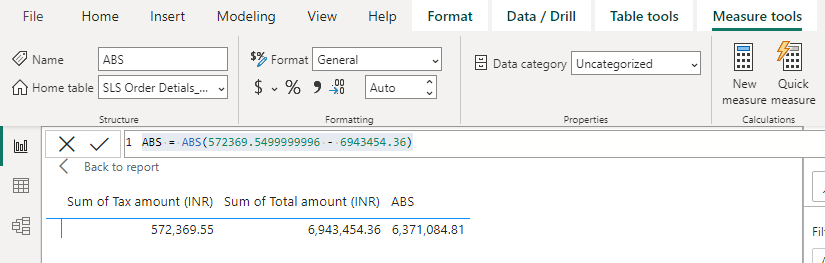 File Home Insert Modeling View Help Format Data / Drill Table tools Measure tools
Name ABS
Home table SLS Order Detials_...
Structure
$% Format General
$ % 9 .00 →.0 Auto
Formatting
Data category Uncategorized
Properties
New measure
Quick measure
Calculations
1 ABS = ABS(572369.5499999996 - 6943454.36)
Back to report
Sum of Tax amount (INR) Sum of Total amount (INR) ABS
572,369.55 6,943,454.36 6,371,084.81
Fil